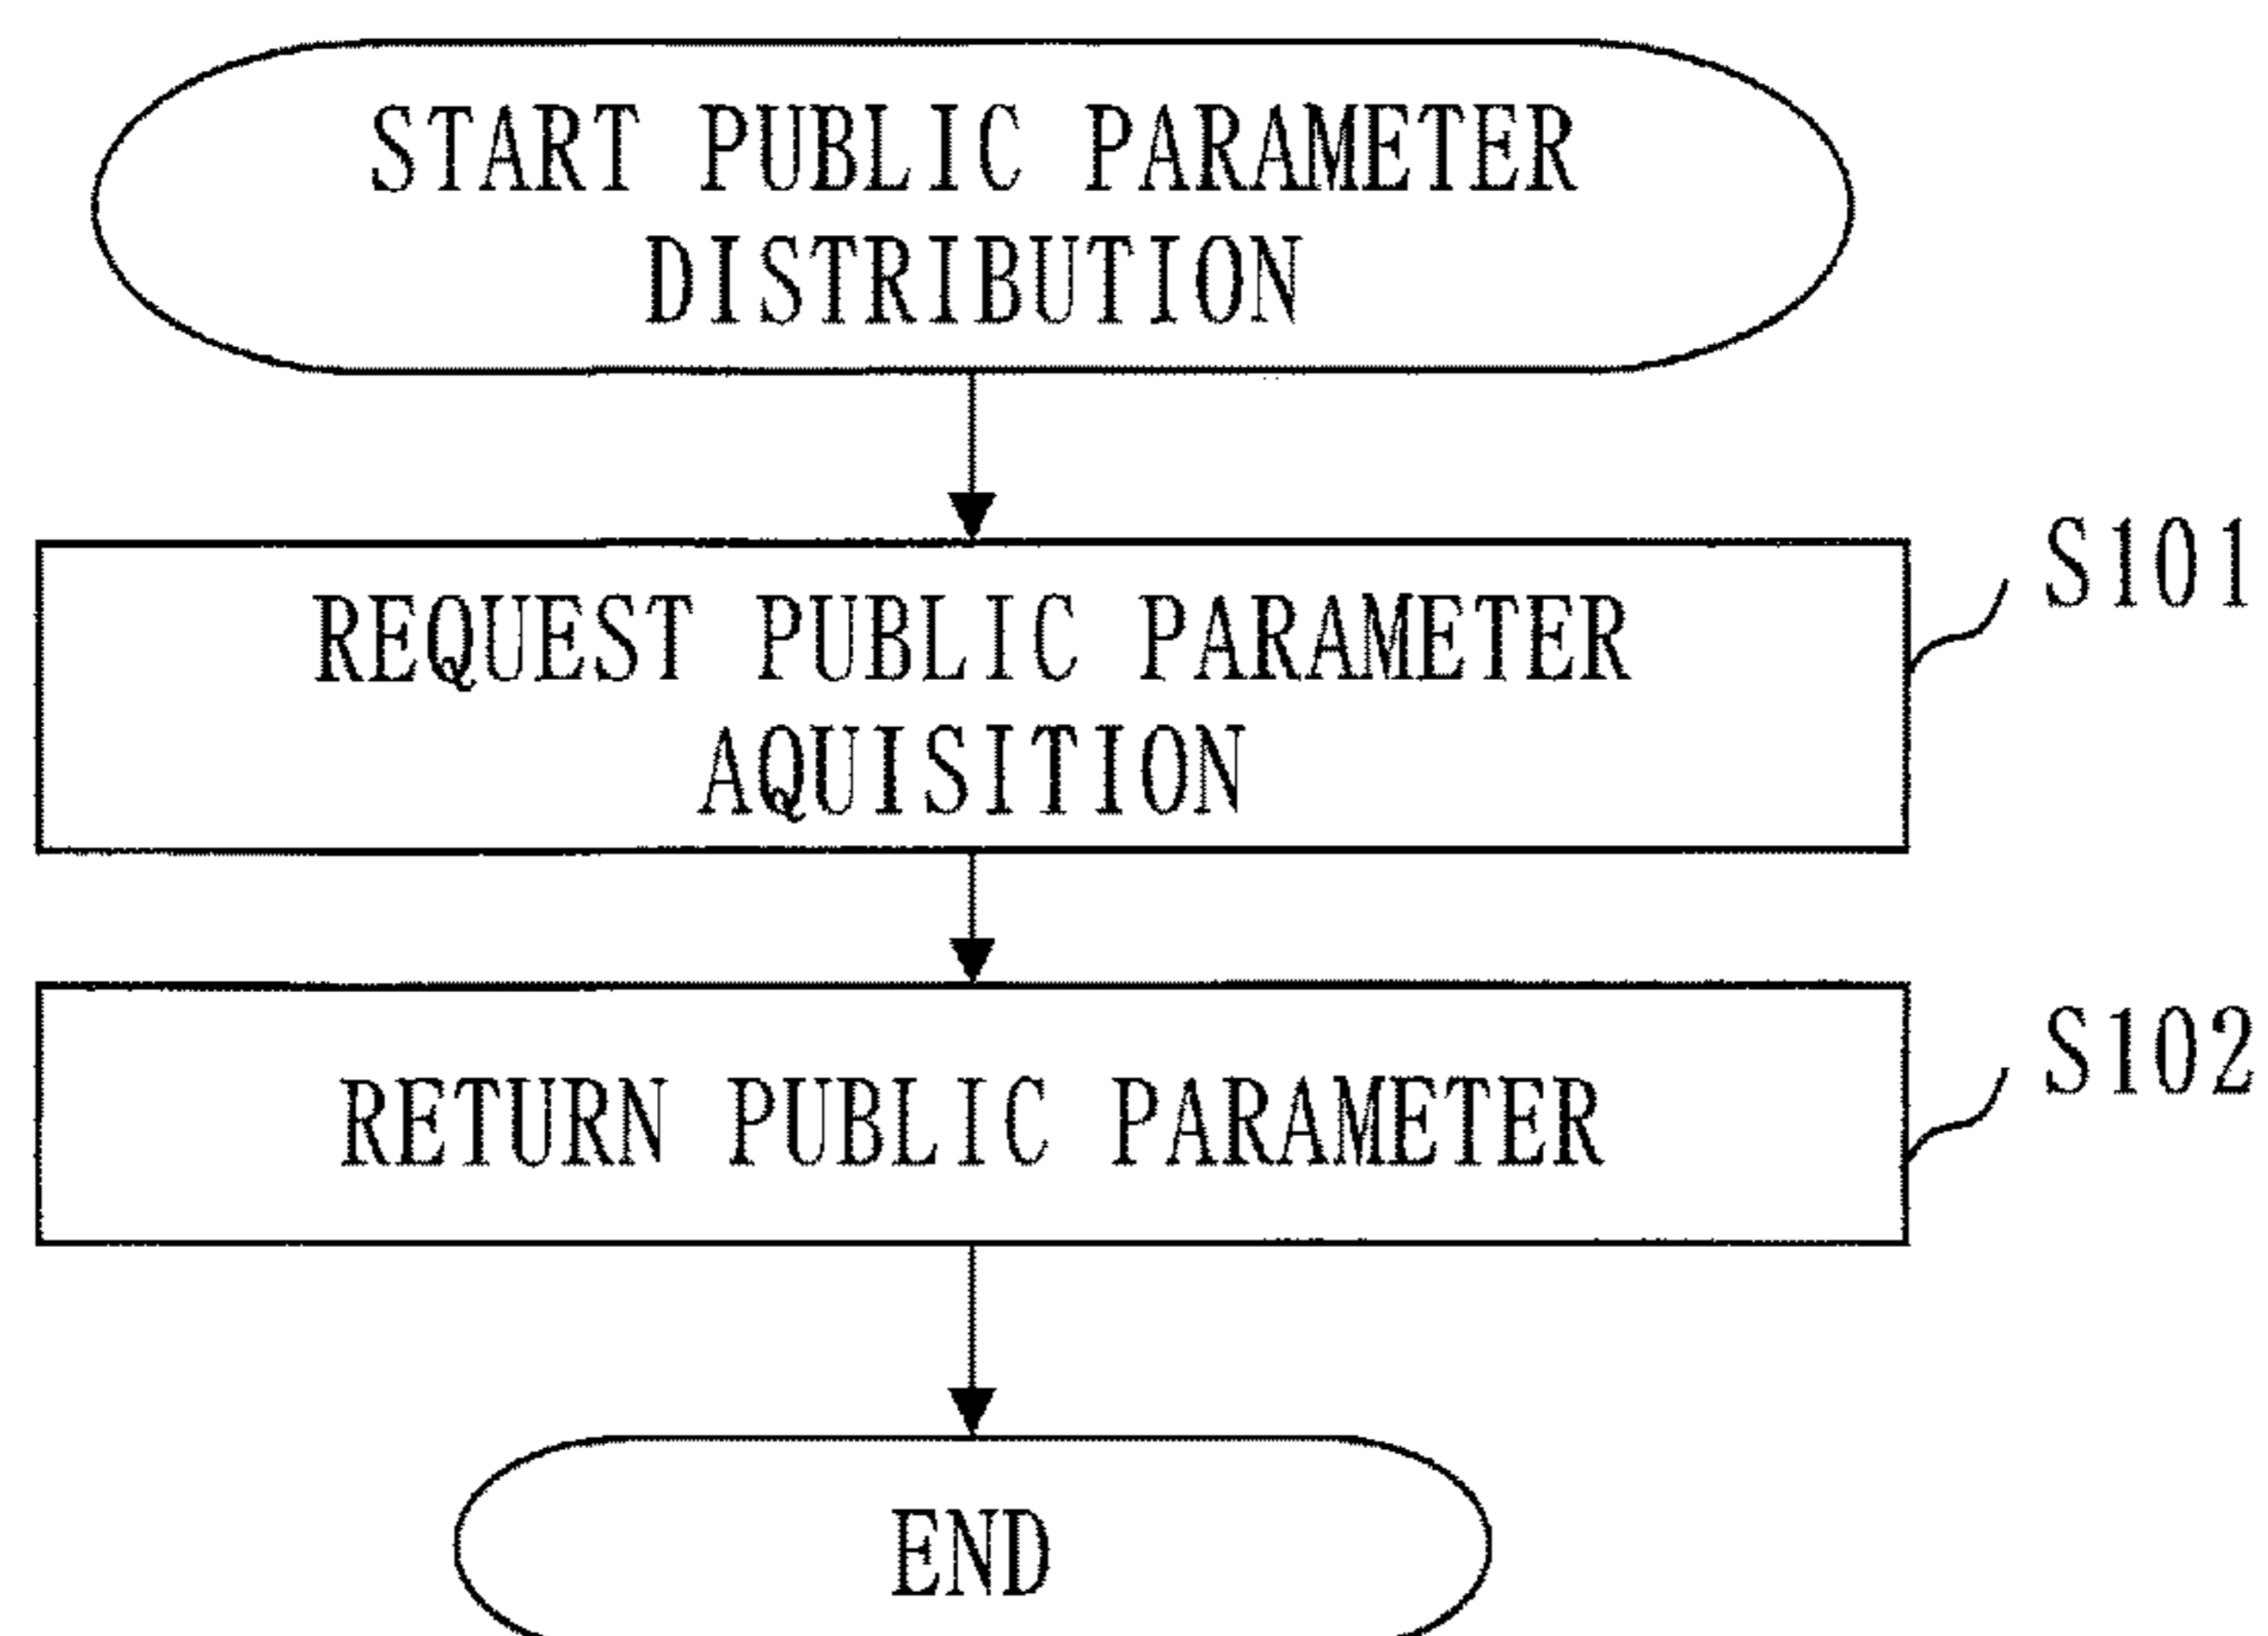 START PUBLIC PARAMETER
DISTRIBUTION
S101
REQUEST PUBLIC PARAMETER
AQUISITION
S102
RETURN PUBLIC PARAMETER
END